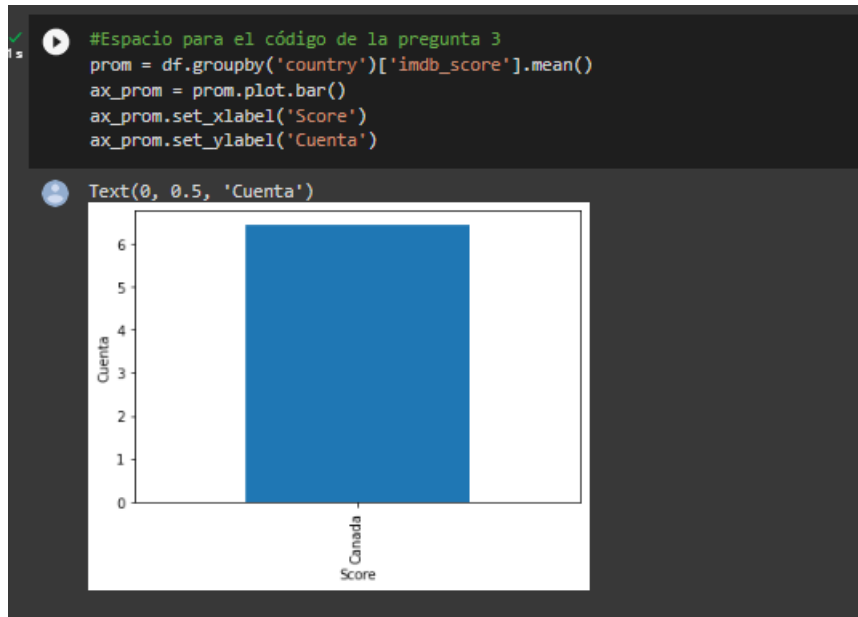 1 s
#Espacio para el código de la pregunta 3
prom = df.groupby('country')['imdb_score'].mean()
ax_prom = prom.plot.bar()
ax_prom.set_xlabel('Score')
ax_prom.set_ylabel('Cuenta')
Text(0, 0.5, 'Cuenta')
6
5
4
3
2
1
0
Cuenta
Canada
Score